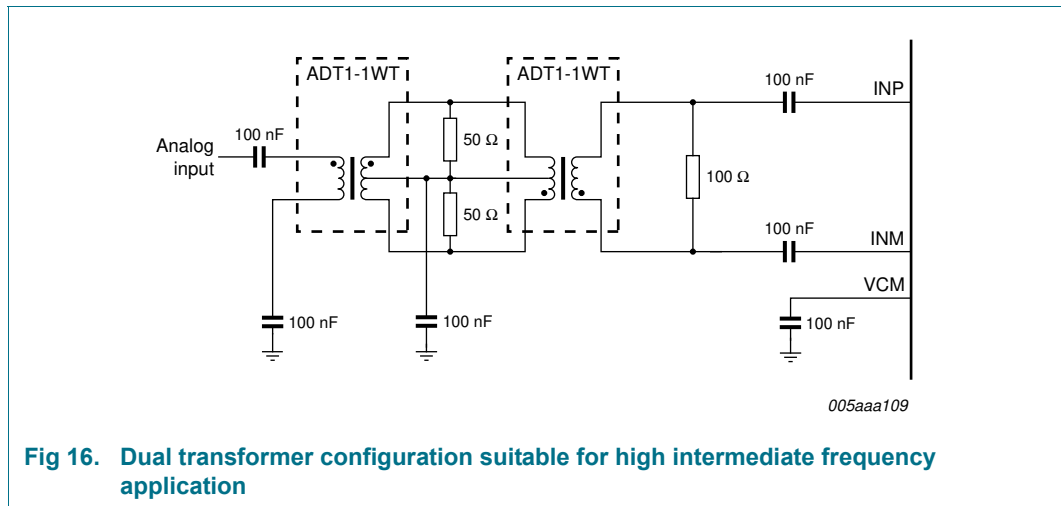 ADT1-1WT
ADT1-1WT
100 nF
INP
Analog
input
100 nF
50 Ω
50 Ω
100 Ω
100 nF
INM
VCM
100 nF
100 nF
100 nF
005aaa109
Fig 16. Dual transformer configuration suitable for high intermediate frequency
application